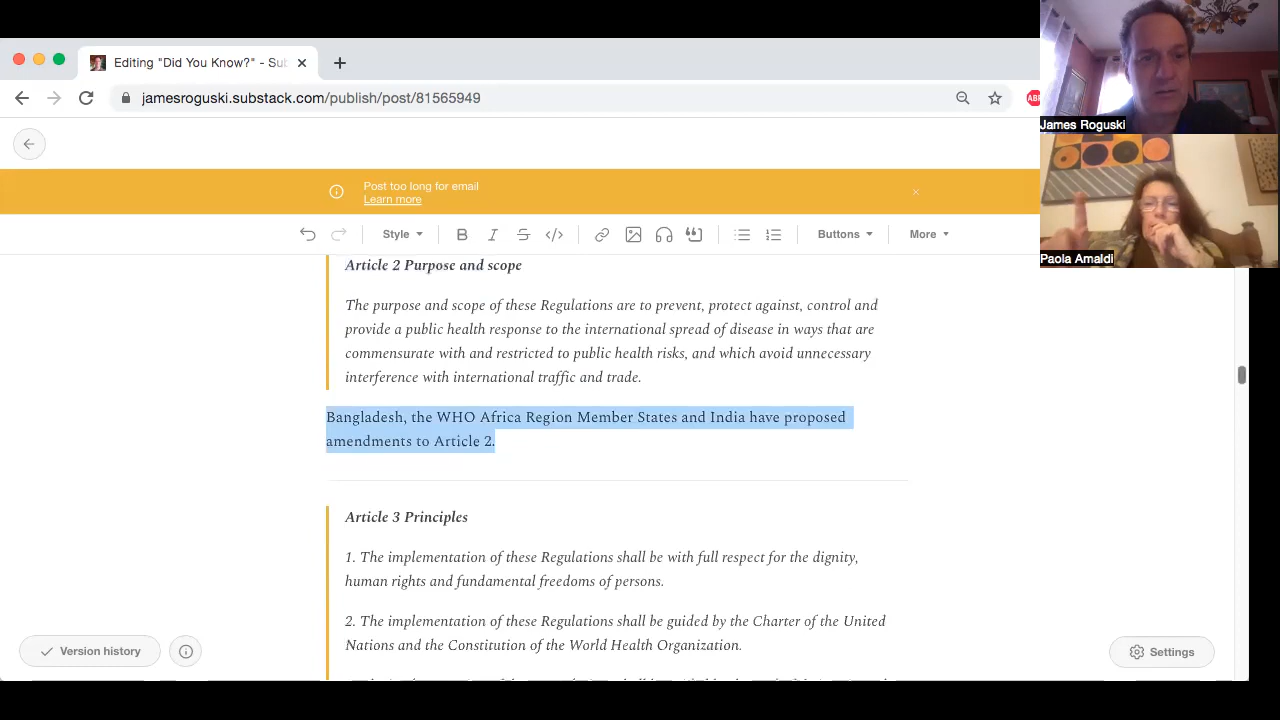 Editing "Did You Know?" - Sub
jamesroguski.substack.com/publish/post/81565949
ABP
James Roguski
Post too long for email
Learn more
Style
Buttons
More
Paola Amaldi
Article 2 Purpose and scope
The purpose and scope of these Regulations are to prevent, protect against, control and
provide a public health response to the international spread of disease in ways that are
commensurate with and restricted to public health risks, and which avoid unnecessary
interference with international traffic and trade.
Bangladesh, the WHO Africa Region Member States and India have proposed
amendments to Article 2.
Article 3 Principles
1. The implementation of these Regulations shall be with full respect for the dignity,
human rights and fundamental freedoms of persons.
2. The implementation of these Regulations shall be guided by the Charter of the United
Nations and the Constitution of the World Health Organization.
Version history
Settings